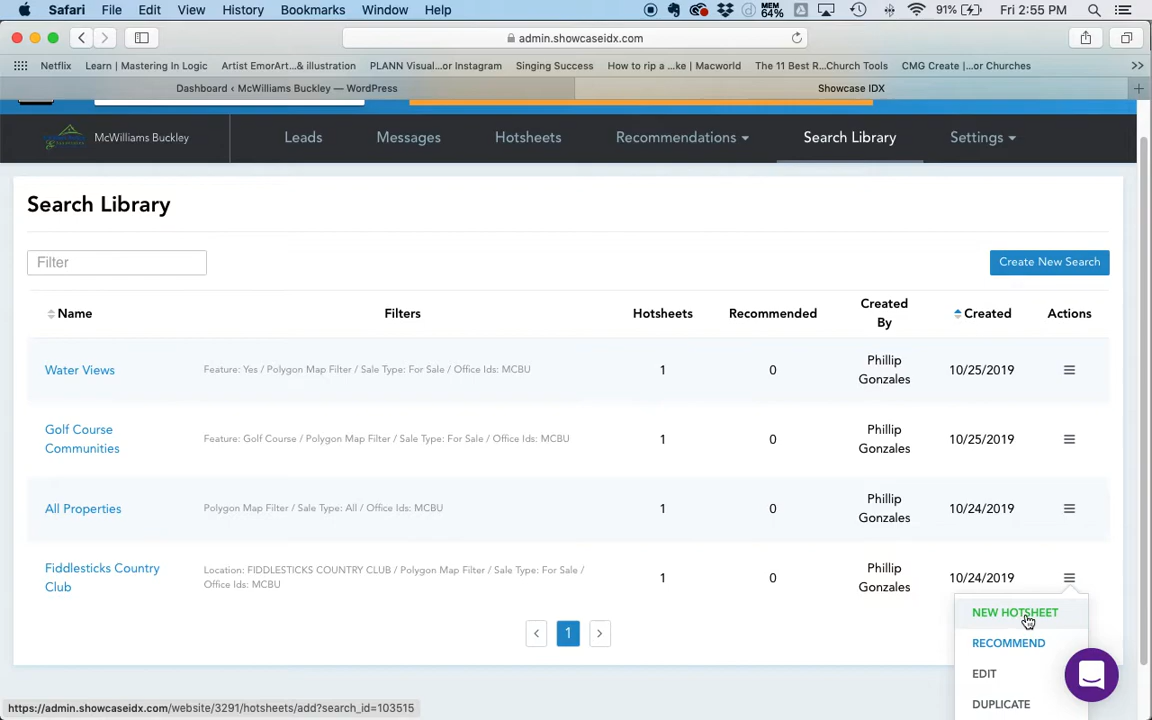 Safari File Edit View History Bookmarks Window Help MEM 64% 91% Fri 2:55 PM
admin.showcaseidx.com
Netflix Learn | Mastering In Logic Artist EmorArt...& illustration PLANN Visual...or Instagram Singing Success How to rip a ...ke | Macworld The 11 Best R...Church Tools CMG Create |...or Churches
Dashboard ‹ McWilliams Buckley — WordPress Showcase IDX
McWilliams Buckley Leads Messages Hotsheets Recommendations Search Library Settings
Search Library
Filter Create New Search
Name Filters Hotsheets Recommended Created By Created Actions
Water Views Feature: Yes / Polygon Map Filter / Sale Type: For Sale / Office Ids: MCBU 1 0 Phillip Gonzales 10/25/2019
Golf Course Communities Feature: Golf Course / Polygon Map Filter / Sale Type: For Sale / Office Ids: MCBU 1 0 Phillip Gonzales 10/25/2019
All Properties Polygon Map Filter / Sale Type: All / Office Ids: MCBU 1 0 Phillip Gonzales 10/24/2019
Fiddlesticks Country Club Location: FIDDLESTICKS COUNTRY CLUB / Polygon Map Filter / Sale Type: For Sale / Office Ids: MCBU 1 0 Phillip Gonzales 10/24/2019
NEW HOTSHEET
1
RECOMMEND
EDIT
DUPLICATE
https://admin.showcaseidx.com/website/3291/hotsheets/add?search_id=103515